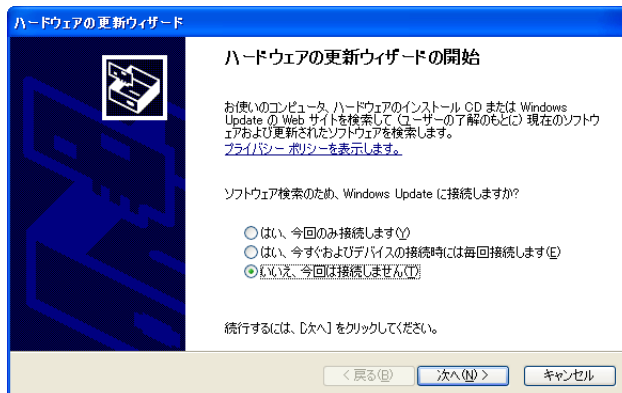 ハードウェアの更新ウィザード
ハードウェアの更新ウィザードの開始
お使いのコンピュータ、ハードウェアのインストール CD または Windows
Update の Web サイトを検索して (ユーザーの了解のもとに) 現在のソフトウ
ェアおよび更新されたソフトウェアを検索します。
プライバシー ポリシーを表示します。
ソフトウェア検索のため、Windows Update に接続しますか?
はい、今回のみ接続します(Y)
はい、今すぐおよびデバイスの接続時には毎回接続します(E)
いいえ、今回は接続しません(T)
続行するには、[次へ] をクリックしてください。
< 戻る(B) 次へ(N) > キャンセル